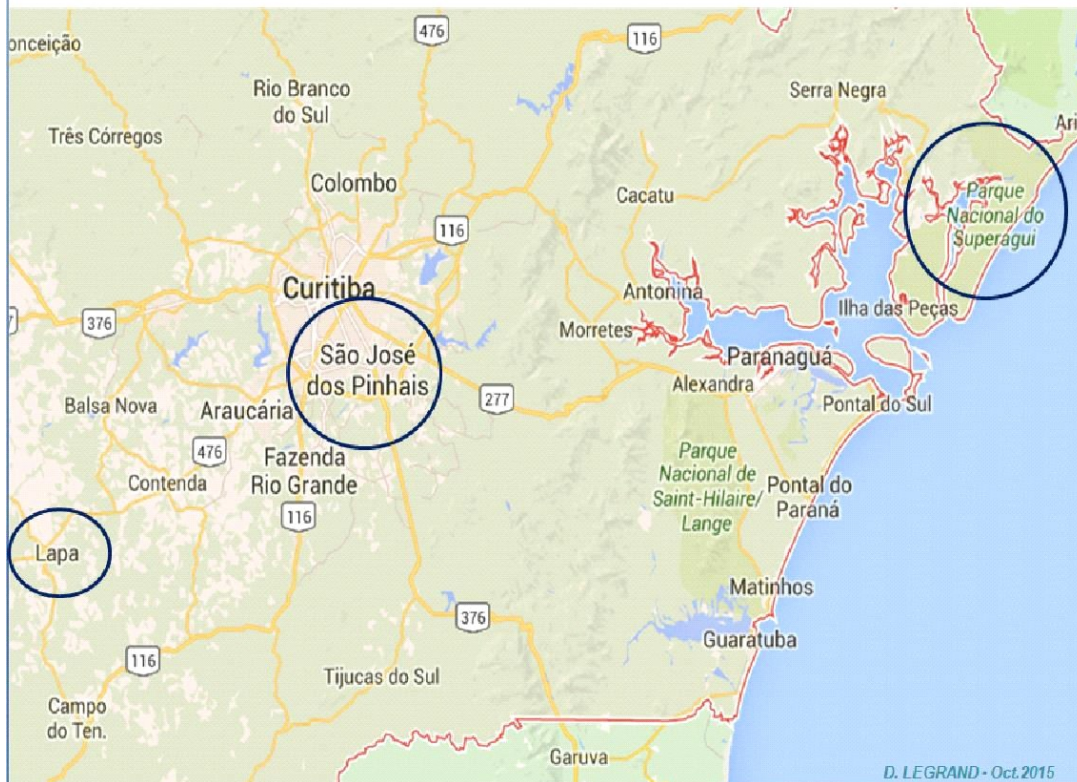 onceição
476
116
Rio Branco
do Sul
Serra Negra
Três Córregos
Ari
Colombo
Cacatu
Parque
Nacional do
Superagui
116
Curitiba
Antonina
Ilha das Peças
376
Morretes
São José
dos Pinhais
Paranaguá
Alexandra
277
Balsa Nova
Araucária
Pontal do Sul
476
Fazenda
Rio Grande
Contenda
Parque
Nacional de
Saint-Hilaire/
Lange
Pontal do
Paraná
116
Lapa
Matinhos
376
Guaratuba
116
Tijucas do Sul
Campo
do Ten.
Garuva
D. LEGRAND - Oct.2015